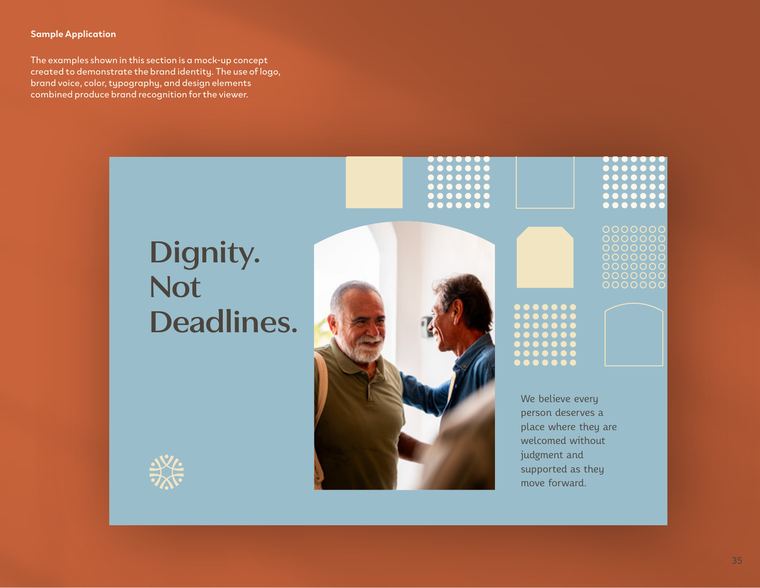 Sample Application
The examples shown in this section is a mock-up concept
created to demonstrate the brand identity. The use of logo,
brand voice, color, typography, and design elements
combined produce brand recognition for the viewer.
Dignity.
Not
Deadlines.
We believe every
person deserves a
place where they are
welcomed without
judgment and
supported as they
move forward.
35